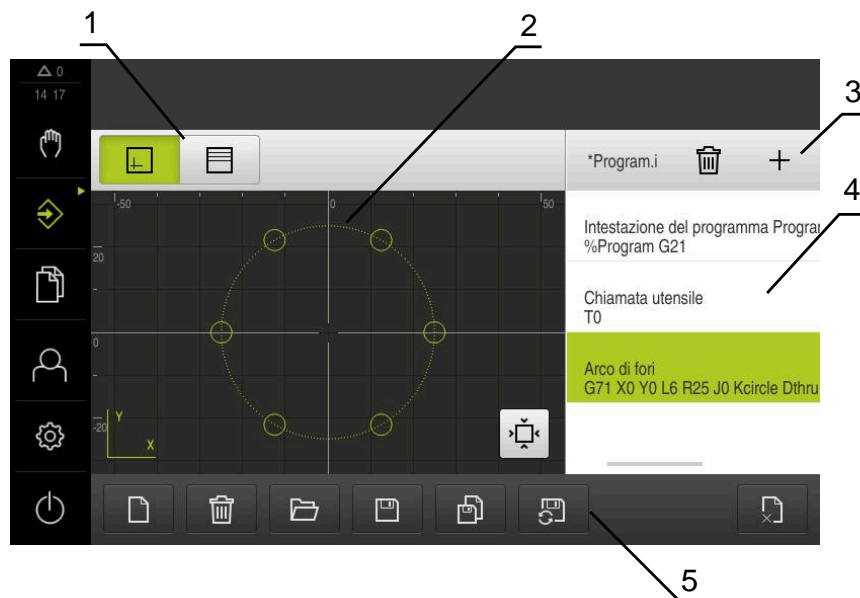 1
2
3
4
5
0
14 17
*Program.i
-50
0
50
20
0
-20
Y
X
Intestazione del programma Progra
%Program G21
Chiamata utensile
T0
Arco di fori
G71 X0 Y0 L6 R25 J0 Kcircle Dthru